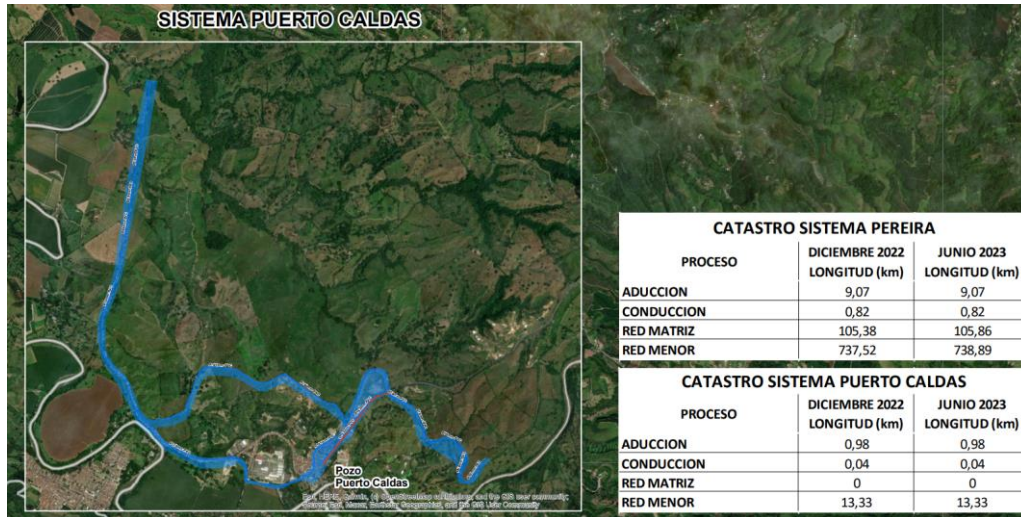 SISTEMA PUERTO CALDAS
Pozo
Puerto Caldas
CATASTRO SISTEMA PEREIRA
PROCESO DICIEMBRE 2022 LONGITUD (km) JUNIO 2023 LONGITUD (km)
ADUCCION 9,07 9,07
CONDUCCION 0,82 0,82
RED MATRIZ 105,38 105,86
RED MENOR 737,52 738,89
CATASTRO SISTEMA PUERTO CALDAS
PROCESO DICIEMBRE 2022 LONGITUD (km) JUNIO 2023 LONGITUD (km)
ADUCCION 0,98 0,98
CONDUCCION 0,04 0,04
RED MATRIZ 0 0
RED MENOR 13,33 13,33